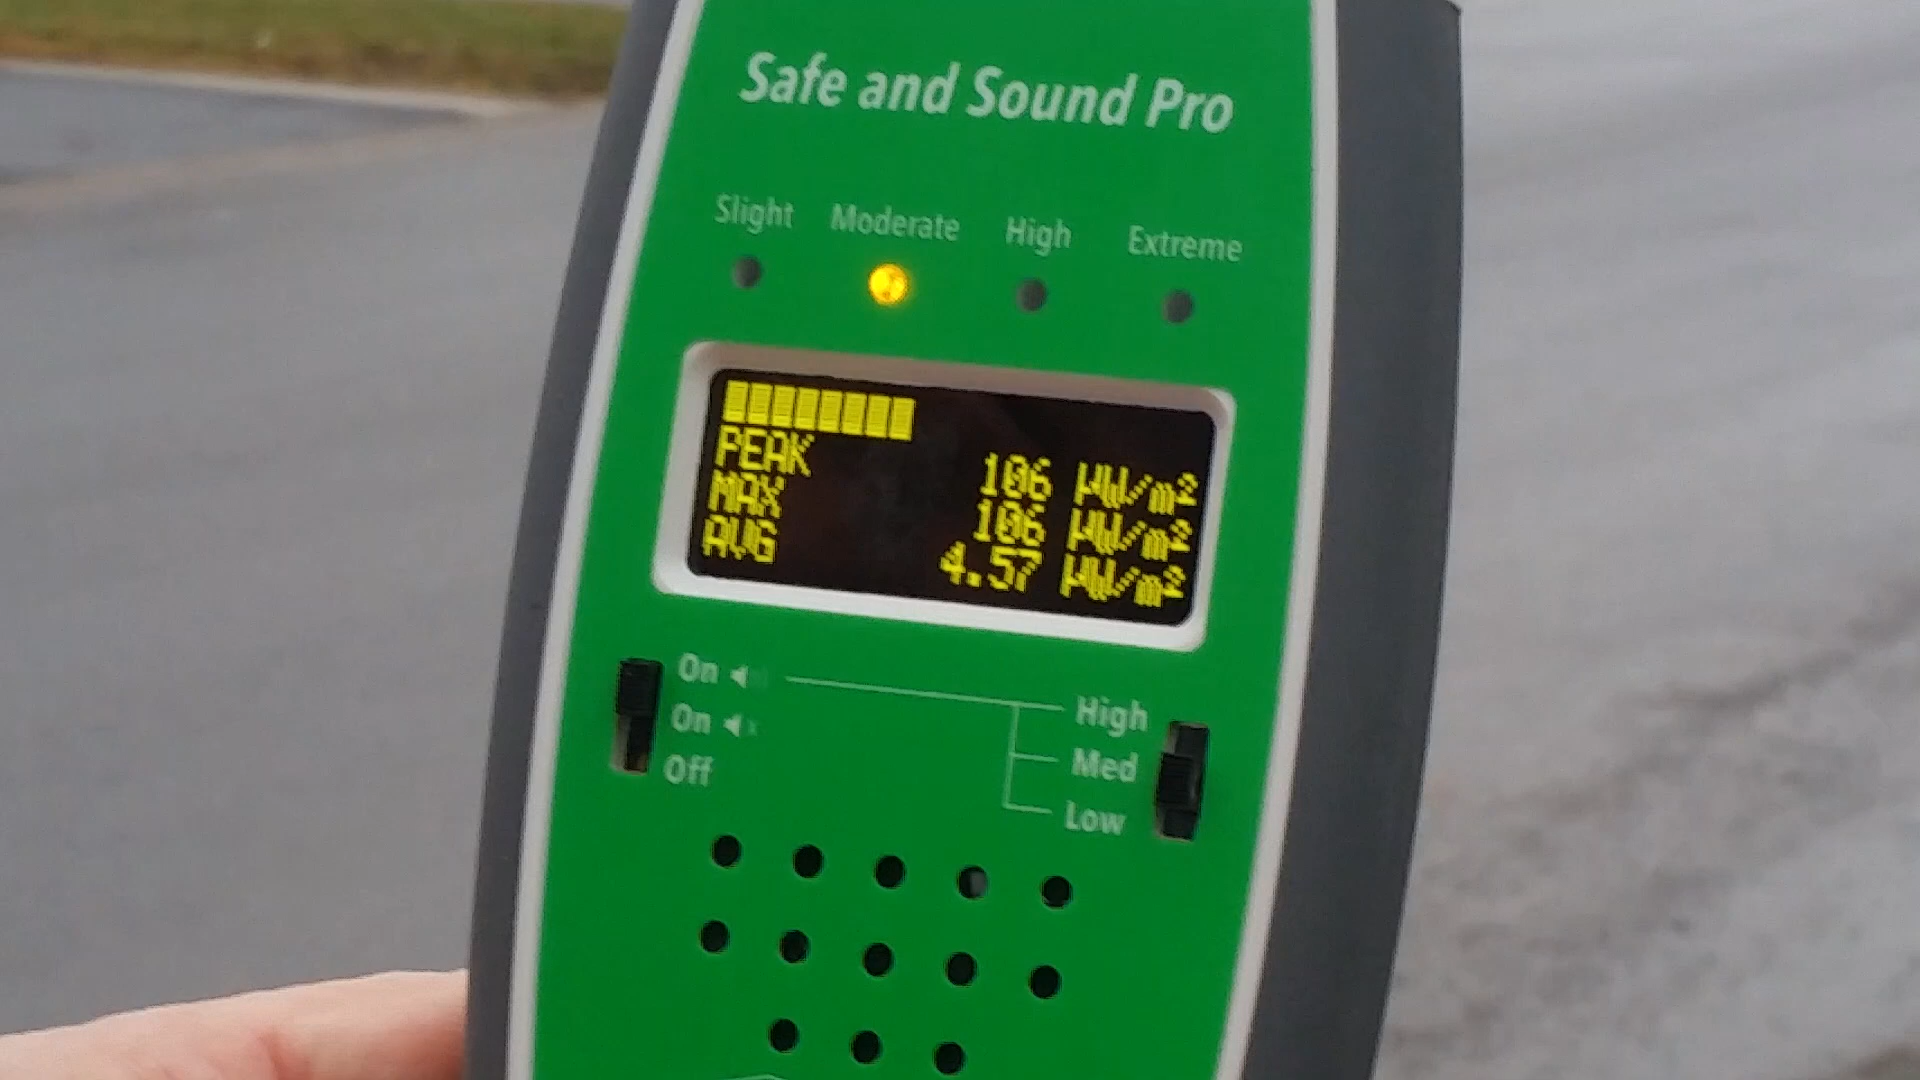 Safe and Sound Pro
Slight Moderate High Extreme
PEAK 106 µW/m²
MAX 106 µW/m²
AVG 4.57 µW/m²
On High
On Med
Off Low